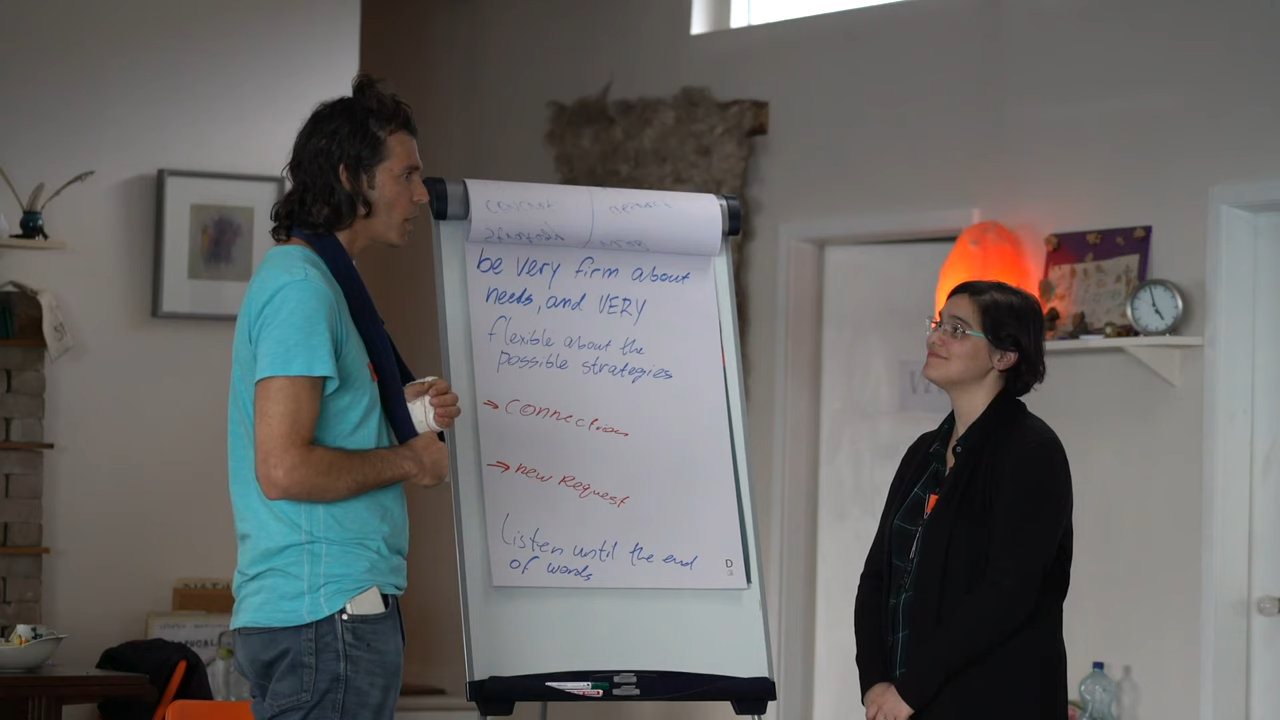 be very firm about
needs, and VERY
flexible about the
possible strategies
→ Connection
→ new Request
Listen until the end
of words
D